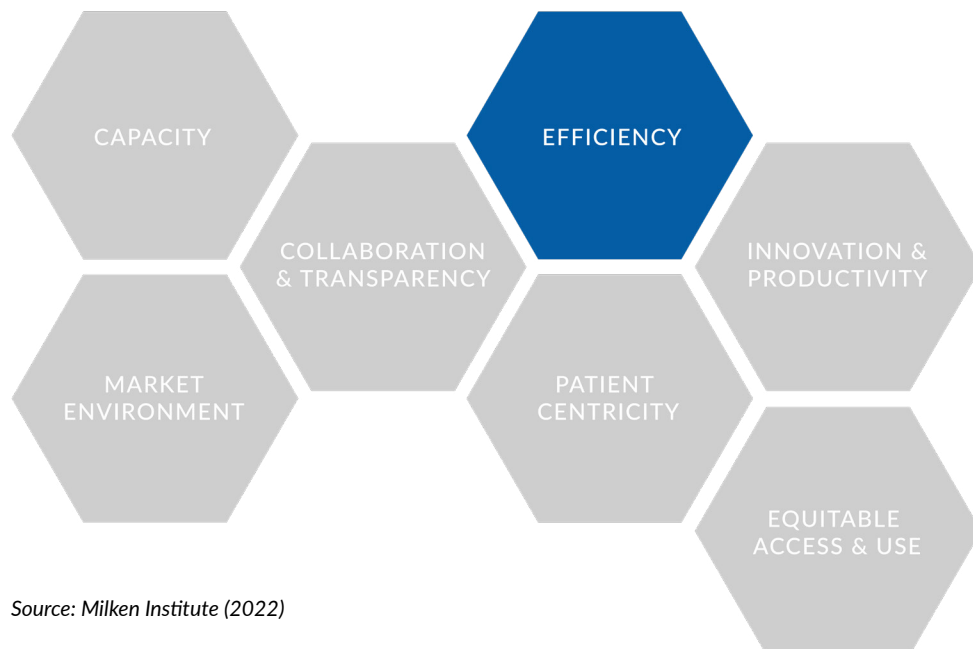 CAPACITY
EFFICIENCY
COLLABORATION
& TRANSPARENCY
INNOVATION &
PRODUCTIVITY
MARKET
ENVIRONMENT
PATIENT
CENTRICITY
EQUITABLE
ACCESS & USE
Source: Milken Institute (2022)